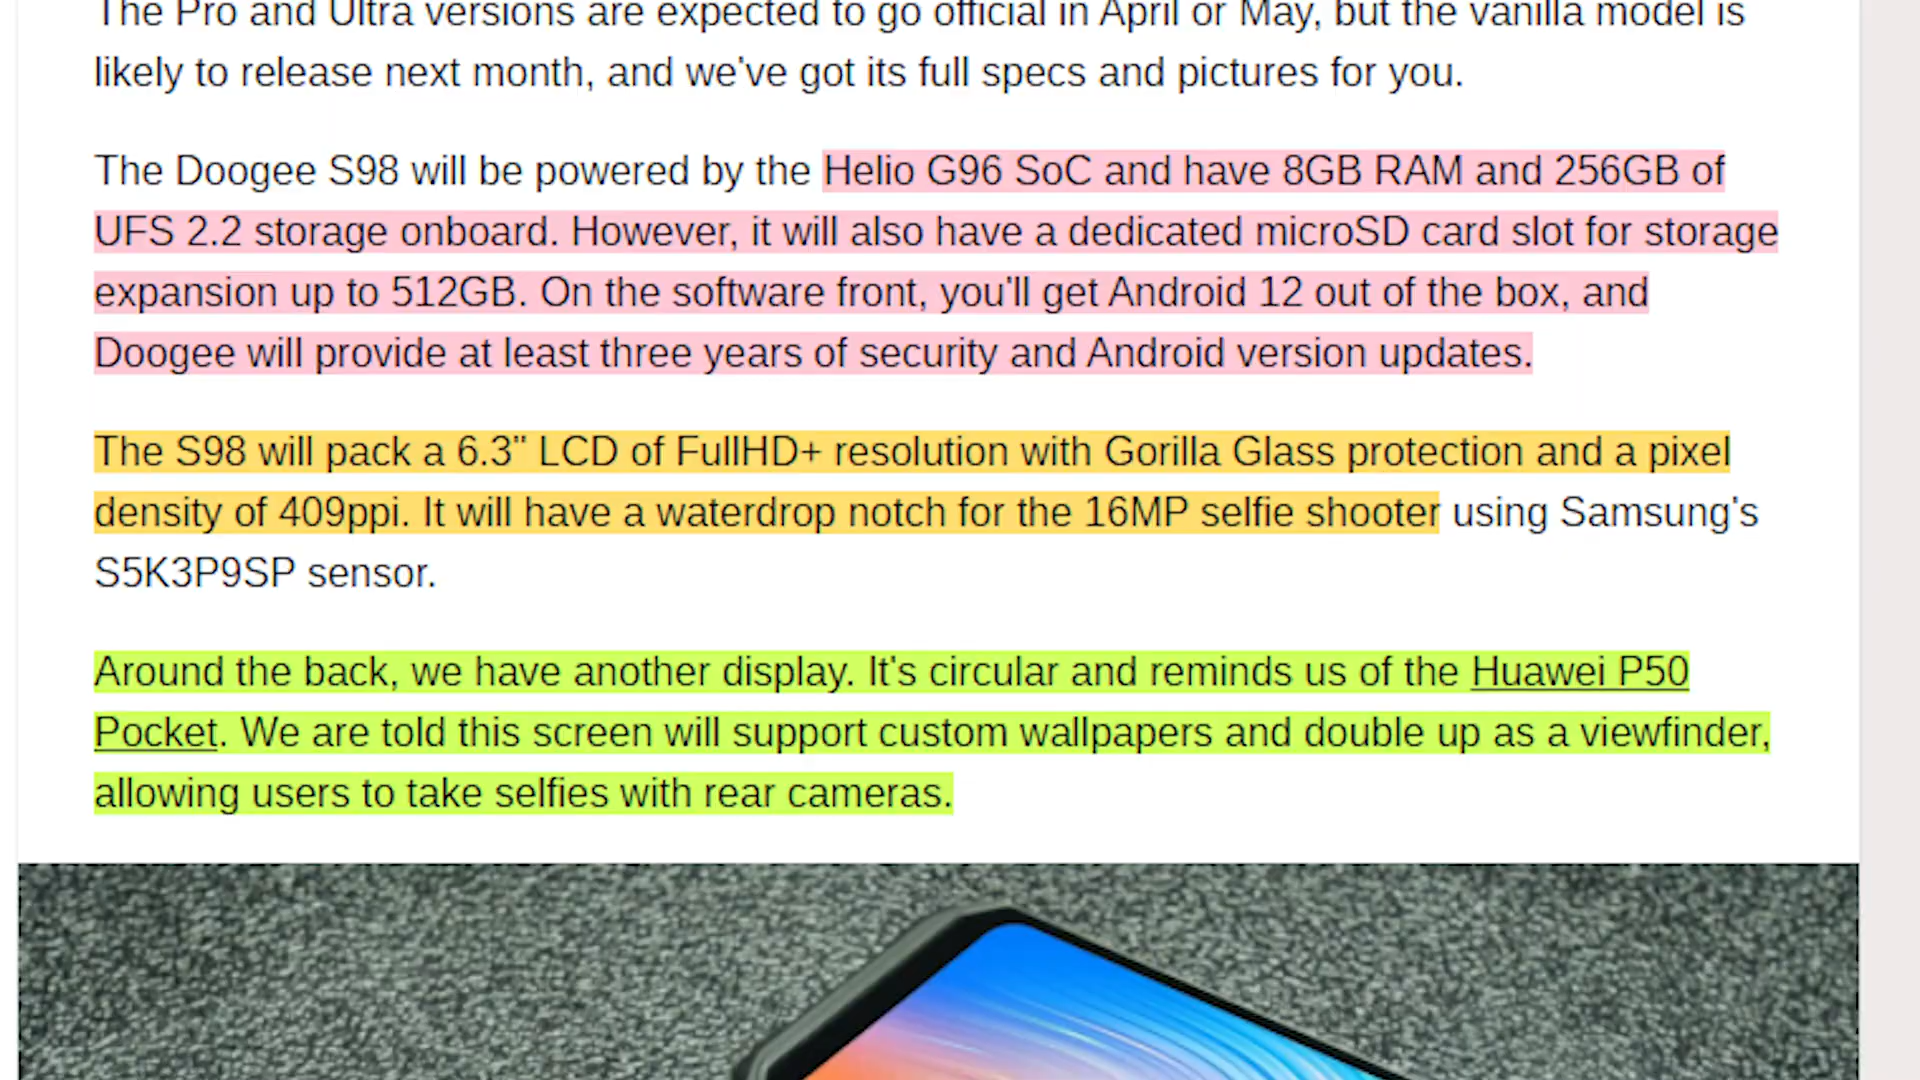 The Pro and Ultra versions are expected to go official in April or May, but the vanilla model is
likely to release next month, and we've got its full specs and pictures for you.
The Doogee S98 will be powered by the Helio G96 SoC and have 8GB RAM and 256GB of
UFS 2.2 storage onboard. However, it will also have a dedicated microSD card slot for storage
expansion up to 512GB. On the software front, you'll get Android 12 out of the box, and
Doogee will provide at least three years of security and Android version updates.
The S98 will pack a 6.3" LCD of FullHD+ resolution with Gorilla Glass protection and a pixel
density of 409ppi. It will have a waterdrop notch for the 16MP selfie shooter using Samsung's
S5K3P9SP sensor.
Around the back, we have another display. It's circular and reminds us of the Huawei P50
Pocket. We are told this screen will support custom wallpapers and double up as a viewfinder,
allowing users to take selfies with rear cameras.